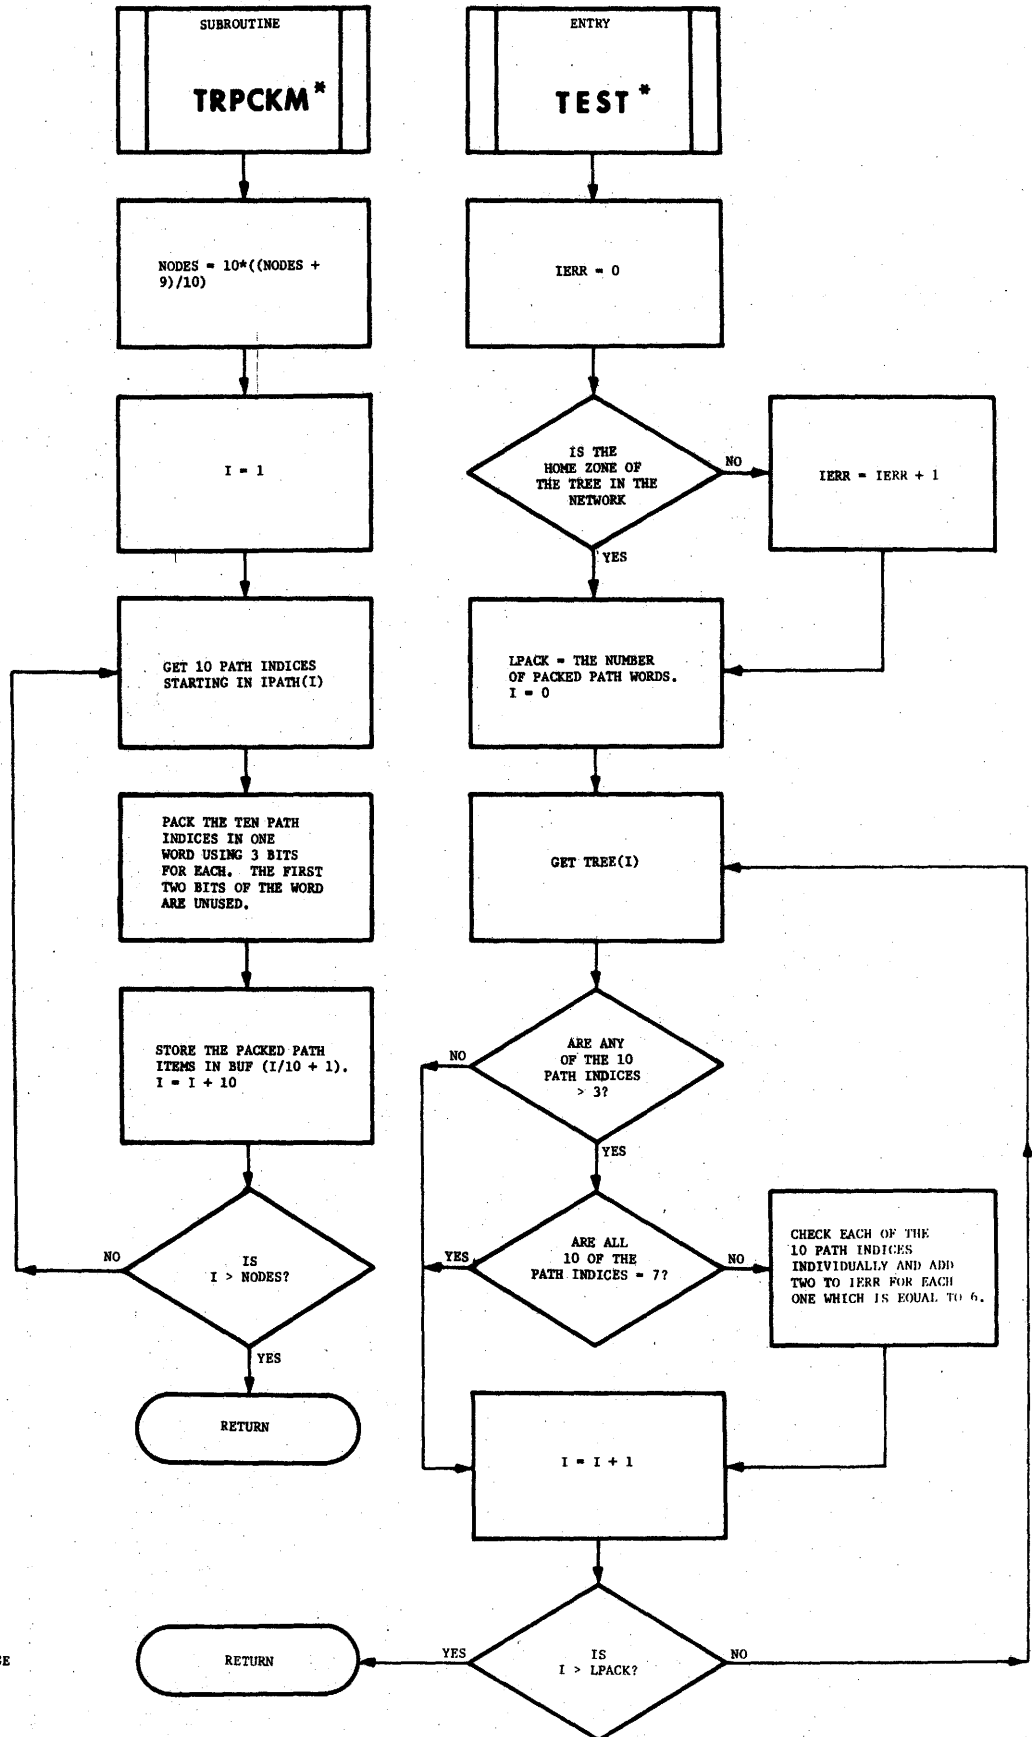 SUBROUTINE
TRPCKM*
NODES = 10*((NODES +
9)/10)
I = 1
GET 10 PATH INDICES
STARTING IN IPATH(I)
PACK THE TEN PATH
INDICES IN ONE
WORD USING 3 BITS
FOR EACH. THE FIRST
TWO BITS OF THE WORD
ARE UNUSED.
STORE THE PACKED PATH
ITEMS IN BUF (I/10 + 1).
I = I + 10
NO
IS
I > NODES?
YES
RETURN
ENTRY
TEST*
IERR = 0
IS THE
HOME ZONE OF
THE TREE IN THE
NETWORK
NO
IERR = IERR + 1
YES
LPACK = THE NUMBER
OF PACKED PATH WORDS.
I = 0
GET TREE(I)
NO
ARE ANY
OF THE 10
PATH INDICES
> 3?
YES
YES
ARE ALL
10 OF THE
PATH INDICES = 7?
NO
CHECK EACH OF THE
10 PATH INDICES
INDIVIDUALLY AND ADD
TWO TO IERR FOR EACH
ONE WHICH IS EQUAL TO 6.
I = I + 1
YES
IS
I > LPACK?
NO
RETURN